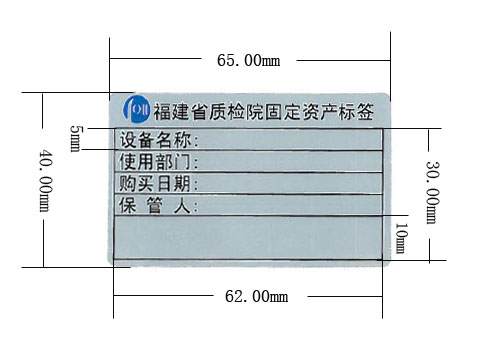 65.00mm
福建省质检院固定资产标签
5mm
设备名称:
使用部门:
购买日期:
保 管 人:
40.00mm
30.00mm
10mm
62.00mm